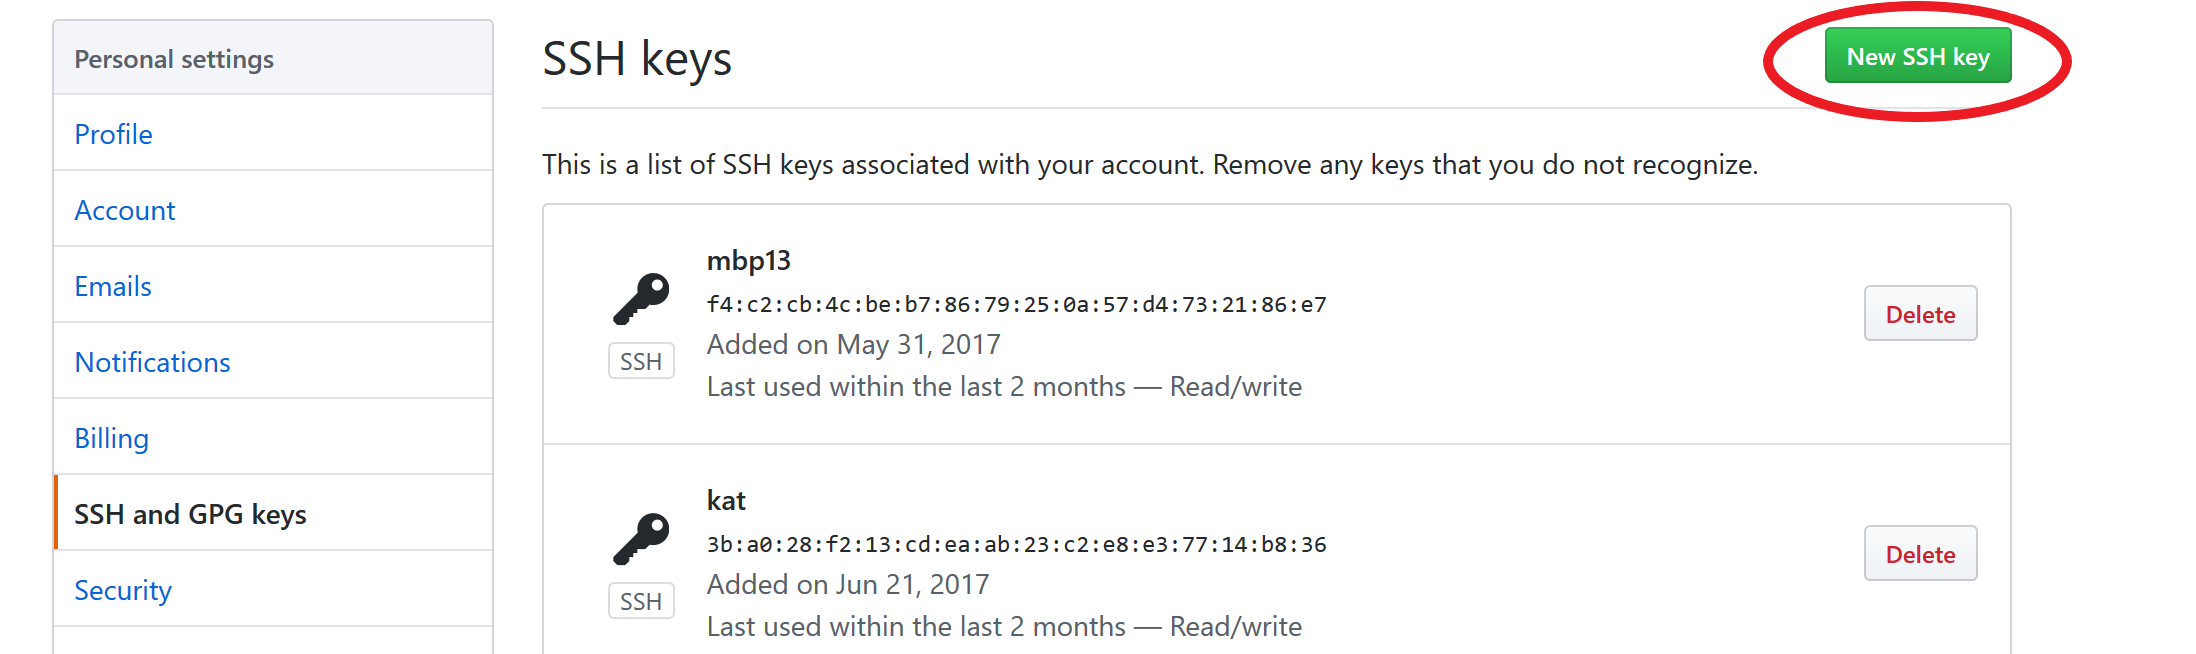 Personal settings
Profile
Account
Emails
Notifications
Billing
SSH and GPG keys
Security
SSH keys
New SSH key
This is a list of SSH keys associated with your account. Remove any keys that you do not recognize.
mbp13
f4:c2:cb:4c:be:b7:86:79:25:0a:57:d4:73:21:86:e7
Added on May 31, 2017
Last used within the last 2 months — Read/write
SSH
Delete
kat
3b:a0:28:f2:13:cd:ea:ab:23:c2:e8:e3:77:14:b8:36
Added on Jun 21, 2017
Last used within the last 2 months — Read/write
SSH
Delete